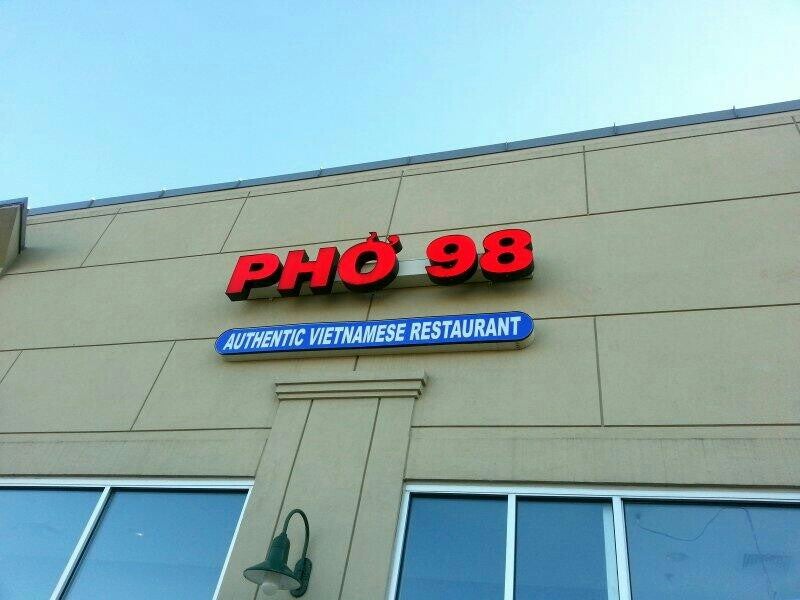 PHỞ 98
AUTHENTIC VIETNAMESE RESTAURANT